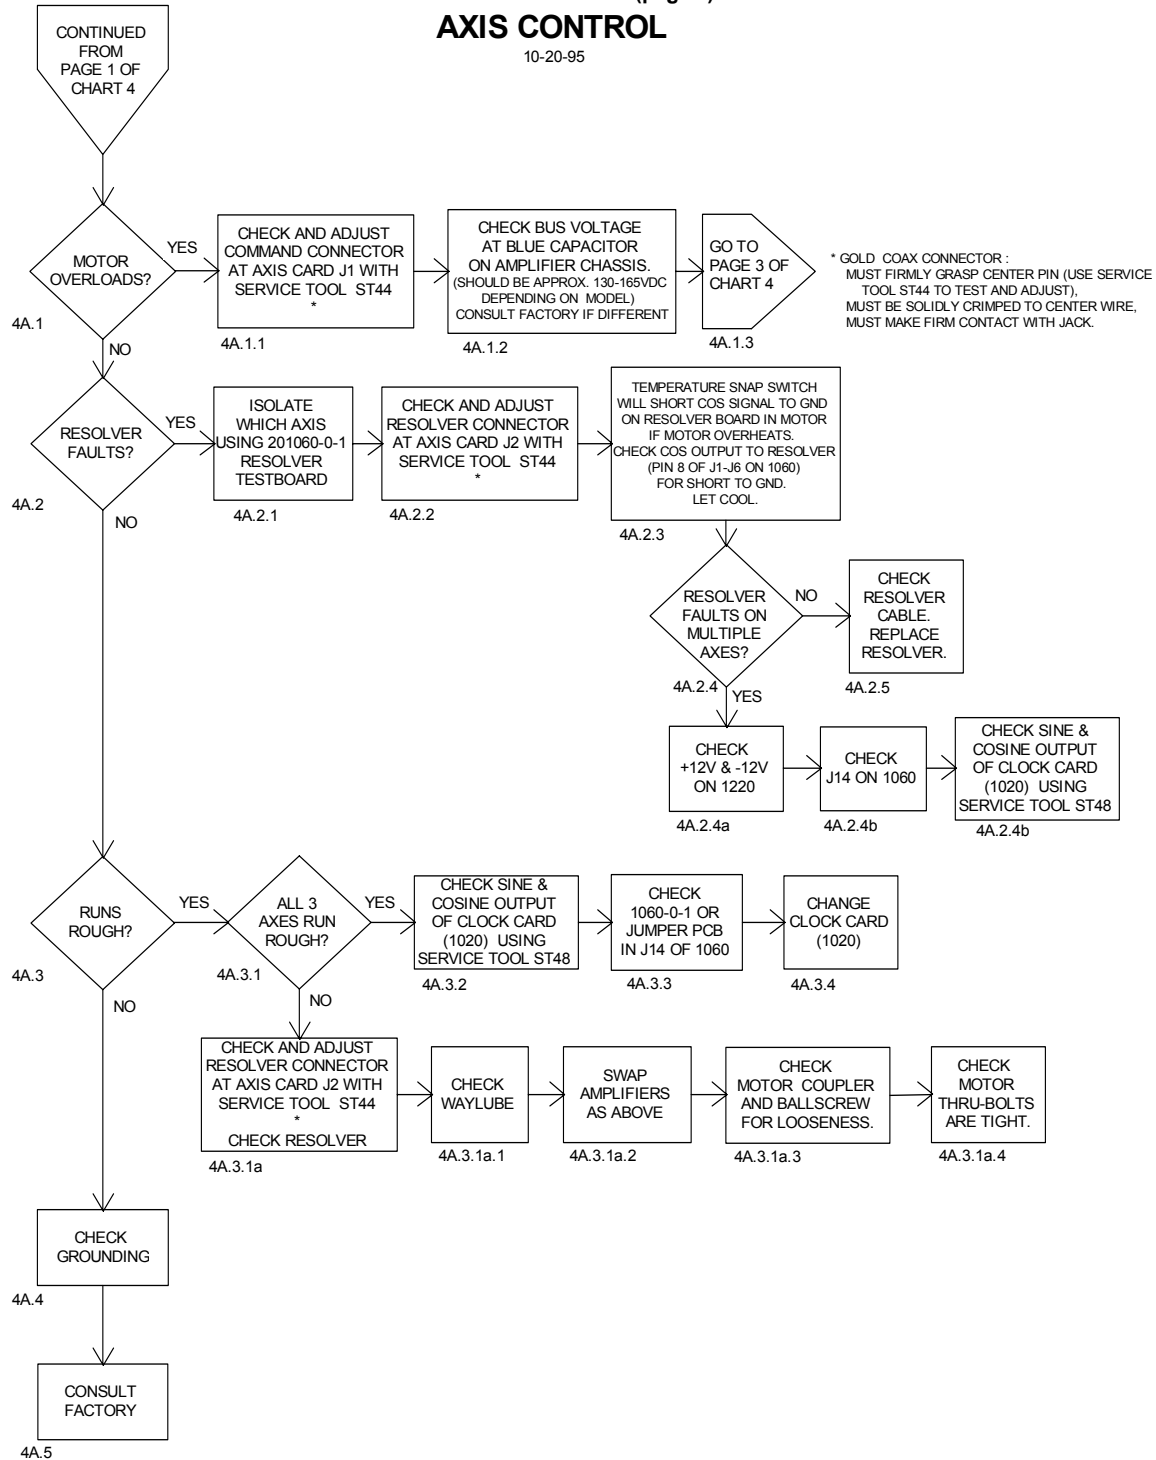 AXIS CONTROL
10-20-95
CONTINUED
FROM
PAGE 1 OF
CHART 4
MOTOR
OVERLOADS?
4A.1
YES
NO
CHECK AND ADJUST
COMMAND CONNECTOR
AT AXIS CARD J1 WITH
SERVICE TOOL ST44
*
4A.1.1
CHECK BUS VOLTAGE
AT BLUE CAPACITOR
ON AMPLIFIER CHASSIS.
(SHOULD BE APPROX. 130-165VDC
DEPENDING ON MODEL)
CONSULT FACTORY IF DIFFERENT
4A.1.2
GO TO
PAGE 3 OF
CHART 4
4A.1.3
* GOLD COAX CONNECTOR :
MUST FIRMLY GRASP CENTER PIN (USE SERVICE
TOOL ST44 TO TEST AND ADJUST),
MUST BE SOLIDLY CRIMPED TO CENTER WIRE,
MUST MAKE FIRM CONTACT WITH JACK.
RESOLVER
FAULTS?
4A.2
YES
NO
ISOLATE
WHICH AXIS
USING 201060-0-1
RESOLVER
TESTBOARD
4A.2.1
CHECK AND ADJUST
RESOLVER CONNECTOR
AT AXIS CARD J2 WITH
SERVICE TOOL ST44
*
4A.2.2
TEMPERATURE SNAP SWITCH
WILL SHORT COS SIGNAL TO GND
ON RESOLVER BOARD IN MOTOR
IF MOTOR OVERHEATS.
CHECK COS OUTPUT TO RESOLVER
(PIN 8 OF J1-J6 ON 1060)
FOR SHORT TO GND.
LET COOL.
4A.2.3
RESOLVER
FAULTS ON
MULTIPLE
AXES?
4A.2.4
NO
YES
CHECK
RESOLVER
CABLE.
REPLACE
RESOLVER.
4A.2.5
CHECK
+12V & -12V
ON 1220
4A.2.4a
CHECK
J14 ON 1060
4A.2.4b
CHECK SINE &
COSINE OUTPUT
OF CLOCK CARD
(1020) USING
SERVICE TOOL ST48
4A.2.4b
RUNS
ROUGH?
4A.3
YES
NO
ALL 3
AXES RUN
ROUGH?
4A.3.1
YES
NO
CHECK SINE &
COSINE OUTPUT
OF CLOCK CARD
(1020) USING
SERVICE TOOL ST48
4A.3.2
CHECK
1060-0-1 OR
JUMPER PCB
IN J14 OF 1060
4A.3.3
CHANGE
CLOCK CARD
(1020)
4A.3.4
CHECK AND ADJUST
RESOLVER CONNECTOR
AT AXIS CARD J2 WITH
SERVICE TOOL ST44
*
CHECK RESOLVER
4A.3.1a
CHECK
WAYLUBE
4A.3.1a.1
SWAP
AMPLIFIERS
AS ABOVE
4A.3.1a.2
CHECK
MOTOR COUPLER
AND BALLSCREW
FOR LOOSENESS.
4A.3.1a.3
CHECK
MOTOR
THRU-BOLTS
ARE TIGHT.
4A.3.1a.4
CHECK
GROUNDING
4A.4
CONSULT
FACTORY
4A.5